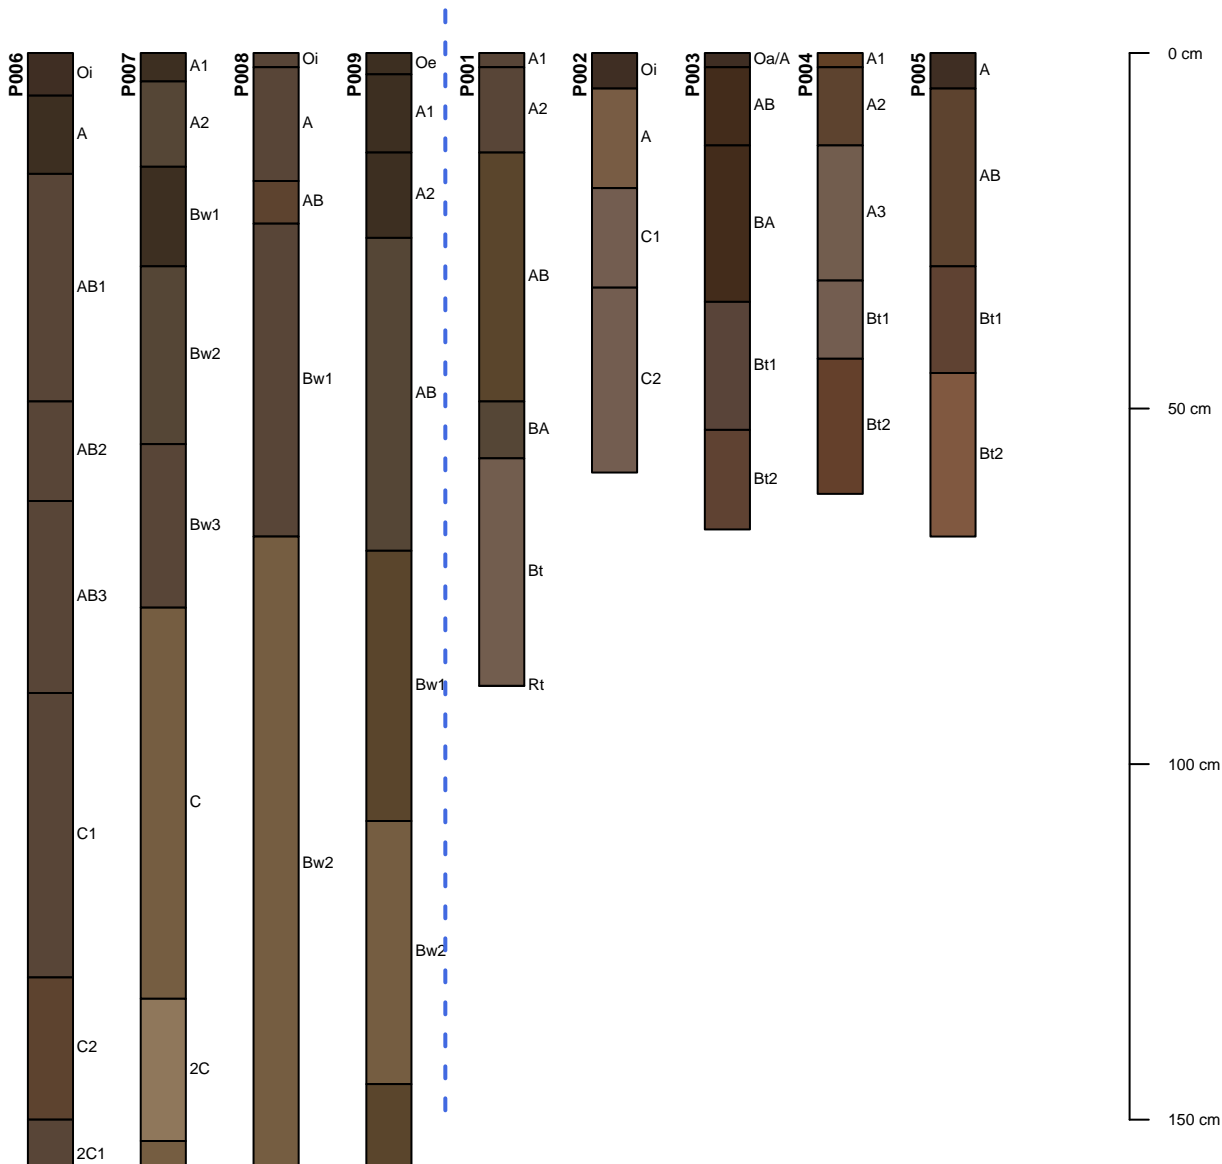 P006
Oi
A
AB1
AB2
AB3
C1
C2
2C1
P007
A1
A2
Bw1
Bw2
Bw3
C
2C
P008
Oi
A
AB
Bw1
Bw2
P009
Oe
A1
A2
AB
Bw1
Bw2
P001
A1
A2
AB
BA
Bt
Rt
P002
Oi
A
C1
C2
P003
Oa/A
AB
BA
Bt1
Bt2
P004
A1
A2
A3
Bt1
Bt2
P005
A
AB
Bt1
Bt2
0 cm
50 cm
100 cm
150 cm